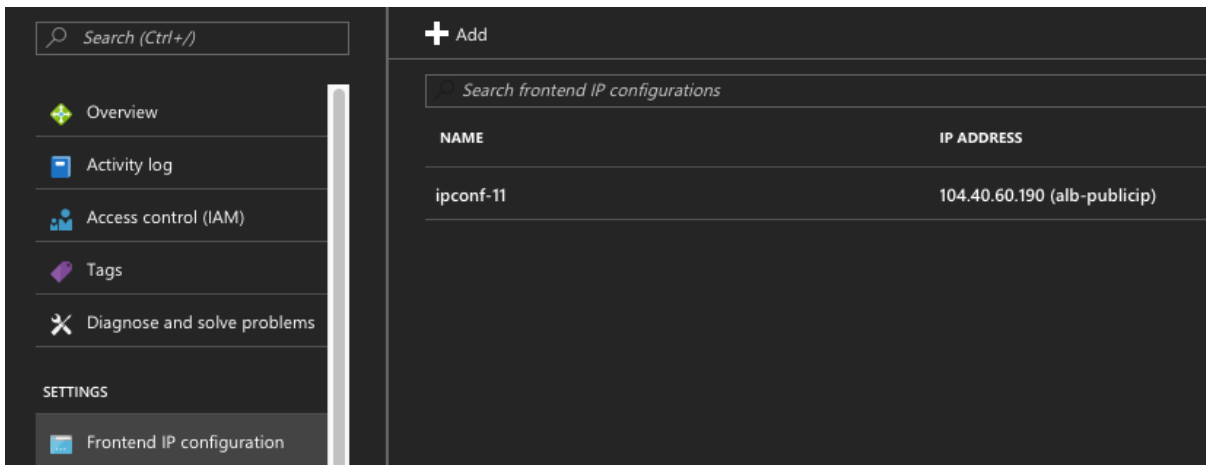 Search (Ctrl+/)
Overview
Activity log
Access control (IAM)
Tags
Diagnose and solve problems
SETTINGS
Frontend IP configuration
Add
Search frontend IP configurations
NAME IP ADDRESS
ipconf-11 104.40.60.190 (alb-publicip)